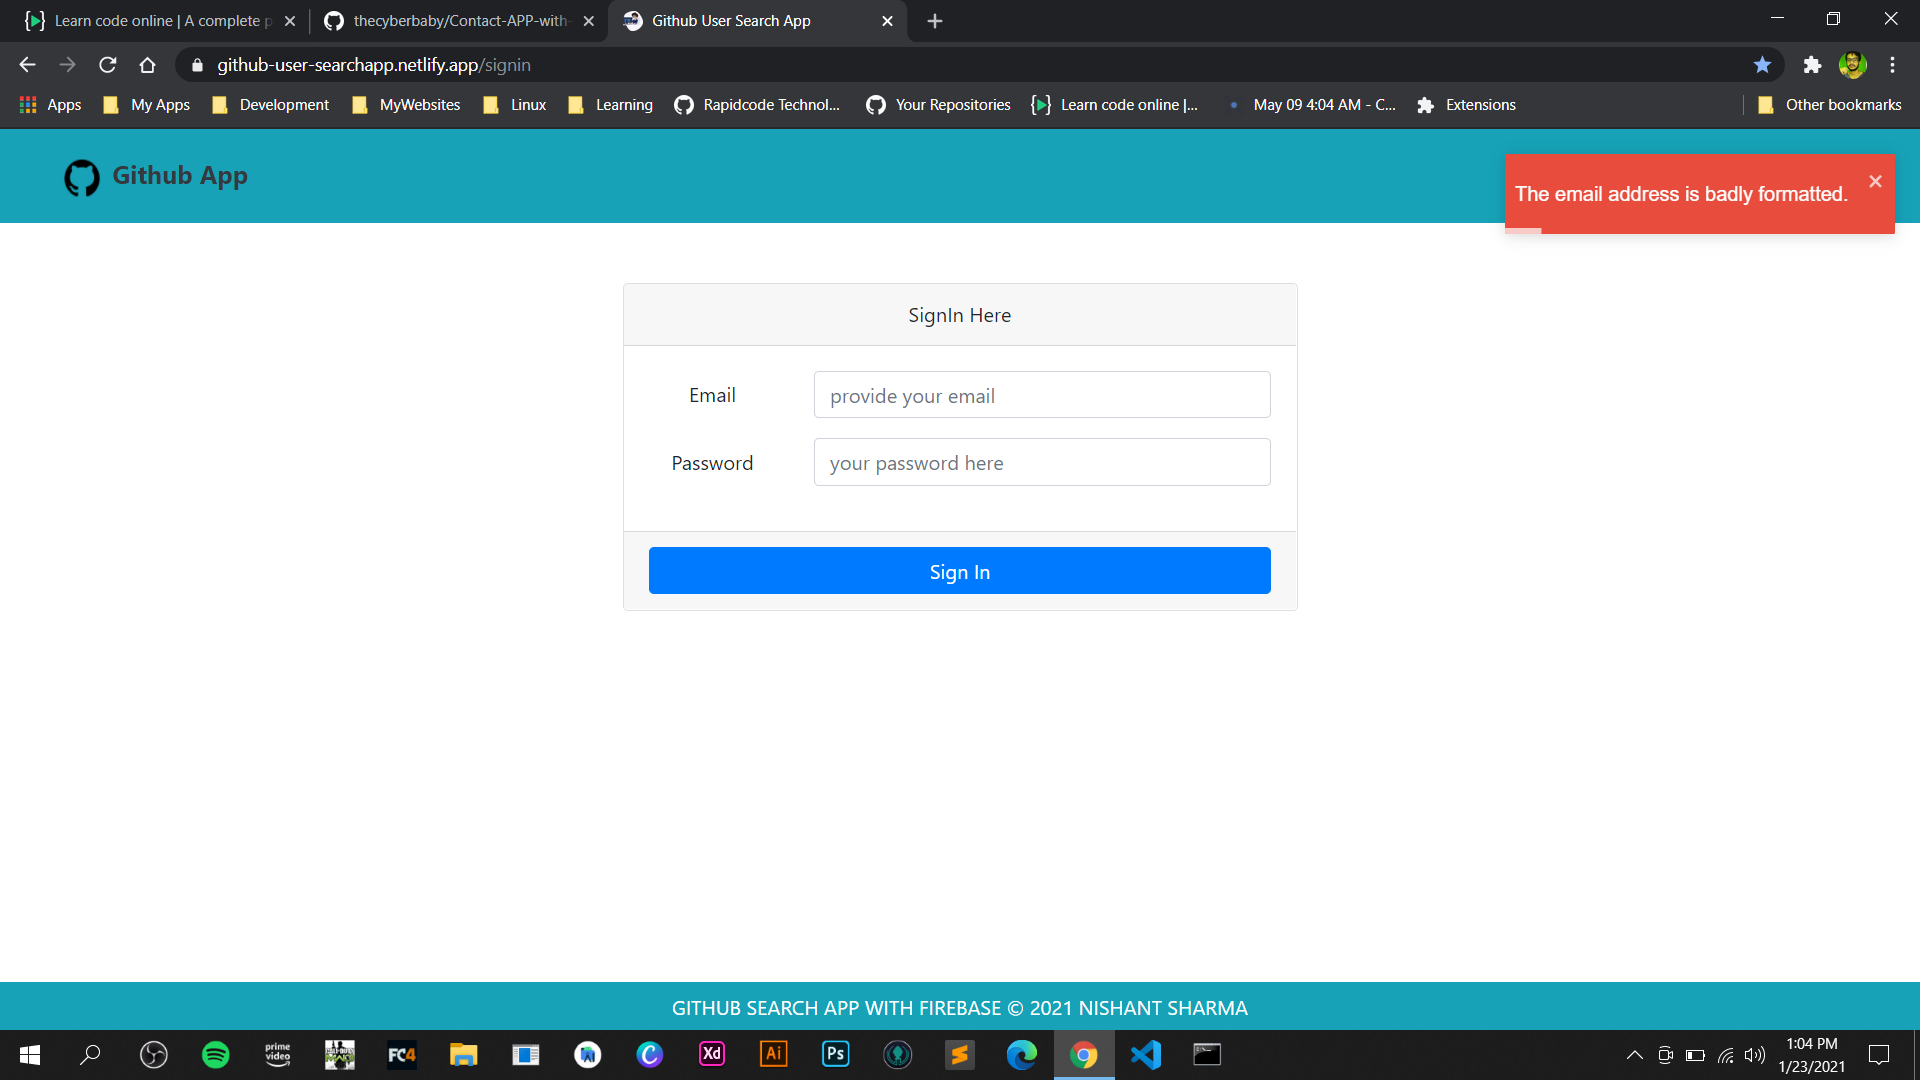 Learn code online | A complete p
thecyberbaby/Contact-APP-with-
Github User Search App
github-user-searchapp.netlify.app/signin
Apps
My Apps
Development
MyWebsites
Linux
Learning
Rapidcode Technol...
Your Repositories
Learn code online |...
May 09 4:04 AM - C...
Extensions
Other bookmarks
Github App
The email address is badly formatted.
SignIn Here
Email
provide your email
Password
your password here
Sign In
GITHUB SEARCH APP WITH FIREBASE © 2021 NISHANT SHARMA
prime
video
FC4
Xd
Ai
Ps
1:04 PM
1/23/2021